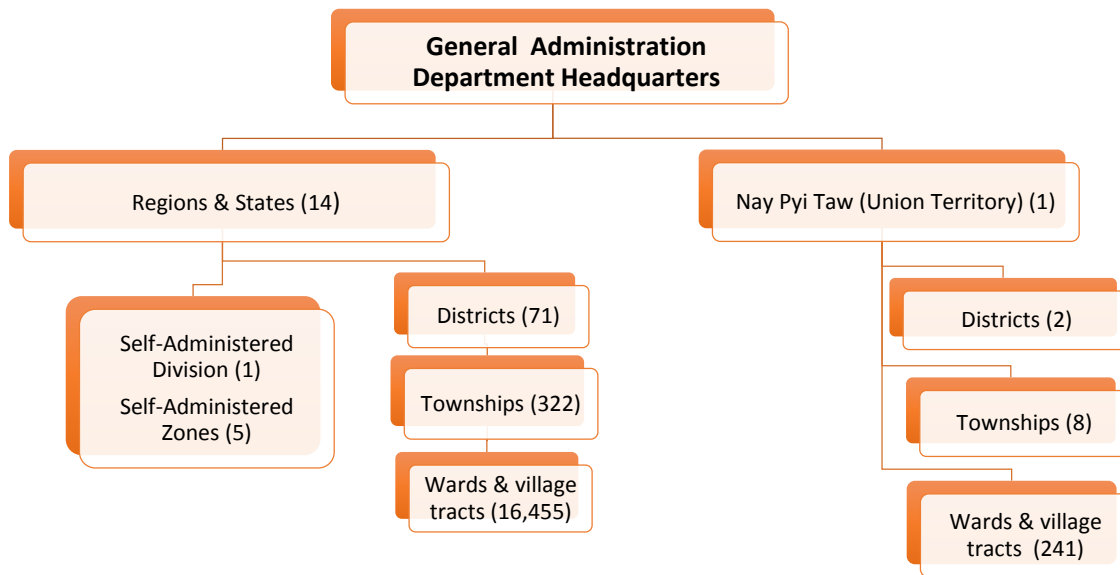 General Administration
Department Headquarters
Regions & States (14)
Nay Pyi Taw (Union Territory) (1)
Self-Administered
Division (1)
Self-Administered
Zones (5)
Districts (71)
Townships (322)
Wards & village
tracts (16,455)
Districts (2)
Townships (8)
Wards & village
tracts (241)